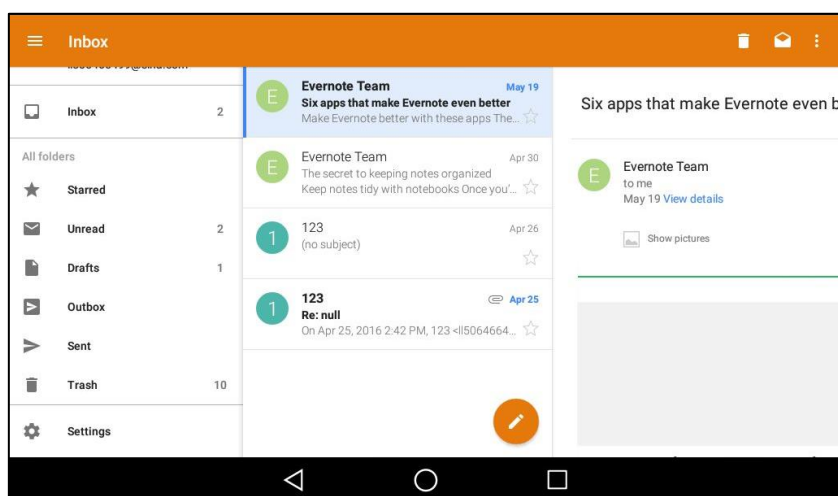 Inbox
Inbox 2
All folders
Starred
Unread 2
Drafts 1
Outbox
Sent
Trash 10
Settings
E
Evernote Team May 19
Six apps that make Evernote even better
Make Evernote better with these apps The...
E
Evernote Team Apr 30
The secret to keeping notes organized
Keep notes tidy with notebooks Once you'...
1
123 Apr 26
(no subject)
1
123 Apr 25
Re: null
On Apr 25, 2016 2:42 PM, 123 <ll5064664...
Six apps that make Evernote even b
E
Evernote Team
to me
May 19 View details
Show pictures